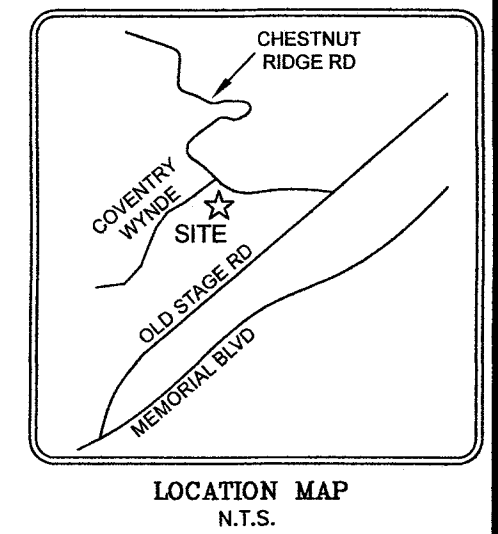 CHESTNUT
RIDGE RD
COVENTRY
WYNDE
SITE
OLD STAGE RD
MEMORIAL BLVD
LOCATION MAP
N.T.S.